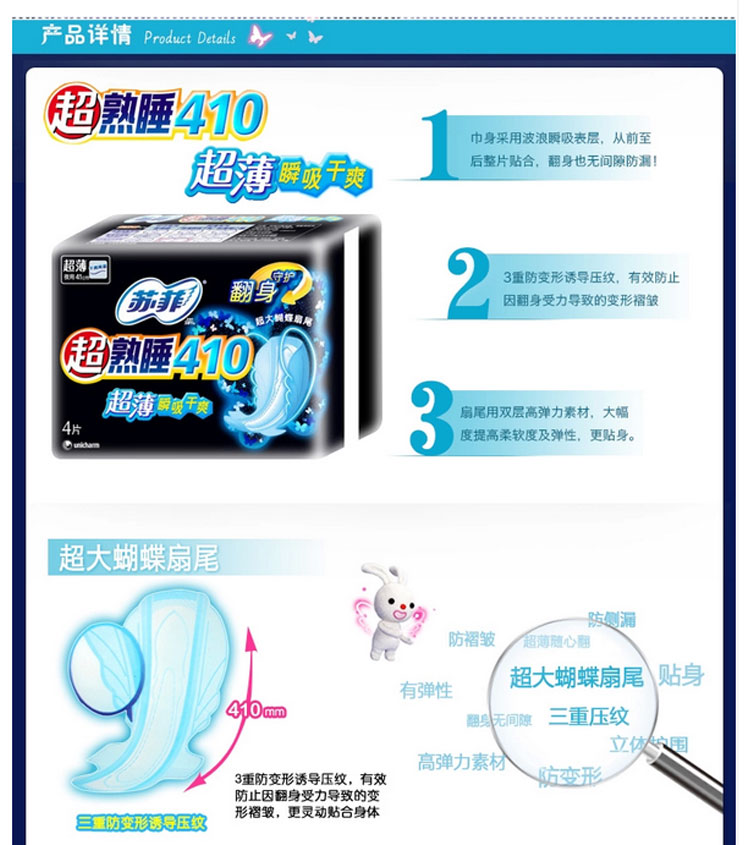 产品详情 Product Details
超熟睡410
超薄瞬吸干爽
1
巾身采用波浪瞬吸表层，从前至
后整片贴合，翻身也无间隙防漏！
2
3重防变形诱导压纹，有效防止
因翻身受力导致的变形褶皱
3
扇尾用双层高弹力素材，大幅
度提高柔软度及弹性，更贴身。
超薄
夜用 41cm
苏菲
翻身守护
超大蝴蝶扇尾
超熟睡410
超薄瞬吸干爽
4片
unicharm
超大蝴蝶扇尾
410mm
3重防变形诱导压纹，有效
防止因翻身受力导致的变
形褶皱，更灵动贴合身体
三重防变形诱导压纹
防侧漏
防褶皱
超薄随心翻
超大蝴蝶扇尾
贴身
有弹性
翻身无间隙
三重压纹
立体护围
高弹力素材
防变形